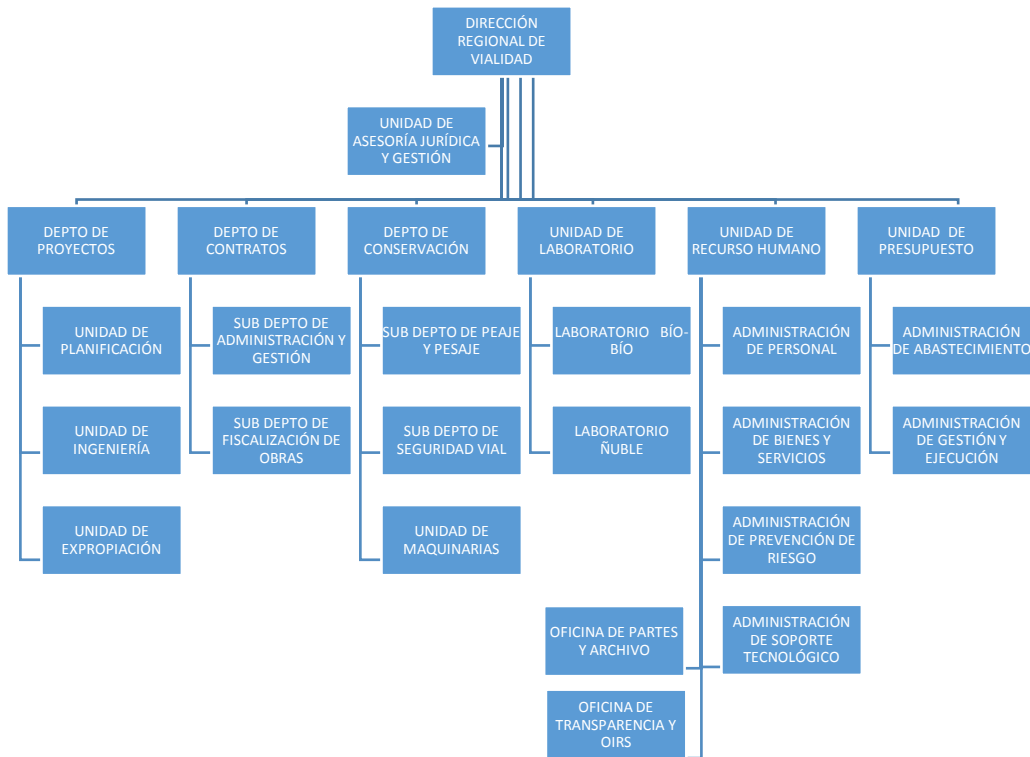 DIRECCIÓN
REGIONAL DE
VIALIDAD
UNIDAD DE
ASESORÍA JURÍDICA
Y GESTIÓN
DEPTO DE
PROYECTOS
DEPTO DE
CONTRATOS
DEPTO DE
CONSERVACIÓN
UNIDAD DE
LABORATORIO
UNIDAD DE
RECURSO HUMANO
UNIDAD DE
PRESUPUESTO
UNIDAD DE
PLANIFICACIÓN
SUB DEPTO DE
ADMINISTRACIÓN Y
GESTIÓN
SUB DEPTO DE PEAJE
Y PESAJE
LABORATORIO BÍO-
BÍO
ADMINISTRACIÓN
DE PERSONAL
ADMINISTRACIÓN
DE ABASTECIMIENTO
UNIDAD DE
INGENIERÍA
SUB DEPTO DE
FISCALIZACIÓN DE
OBRAS
SUB DEPTO DE
SEGURIDAD VIAL
LABORATORIO
ÑUBLE
ADMINISTRACIÓN
DE BIENES Y
SERVICIOS
ADMINISTRACIÓN
DE GESTIÓN Y
EJECUCIÓN
UNIDAD DE
EXPROPIACIÓN
UNIDAD DE
MAQUINARIAS
ADMINISTRACIÓN
DE PREVENCIÓN DE
RIESGO
OFICINA DE PARTES
Y ARCHIVO
ADMINISTRACIÓN
DE SOPORTE
TECNOLÓGICO
OFICINA DE
TRANSPARENCIA Y
OIRS